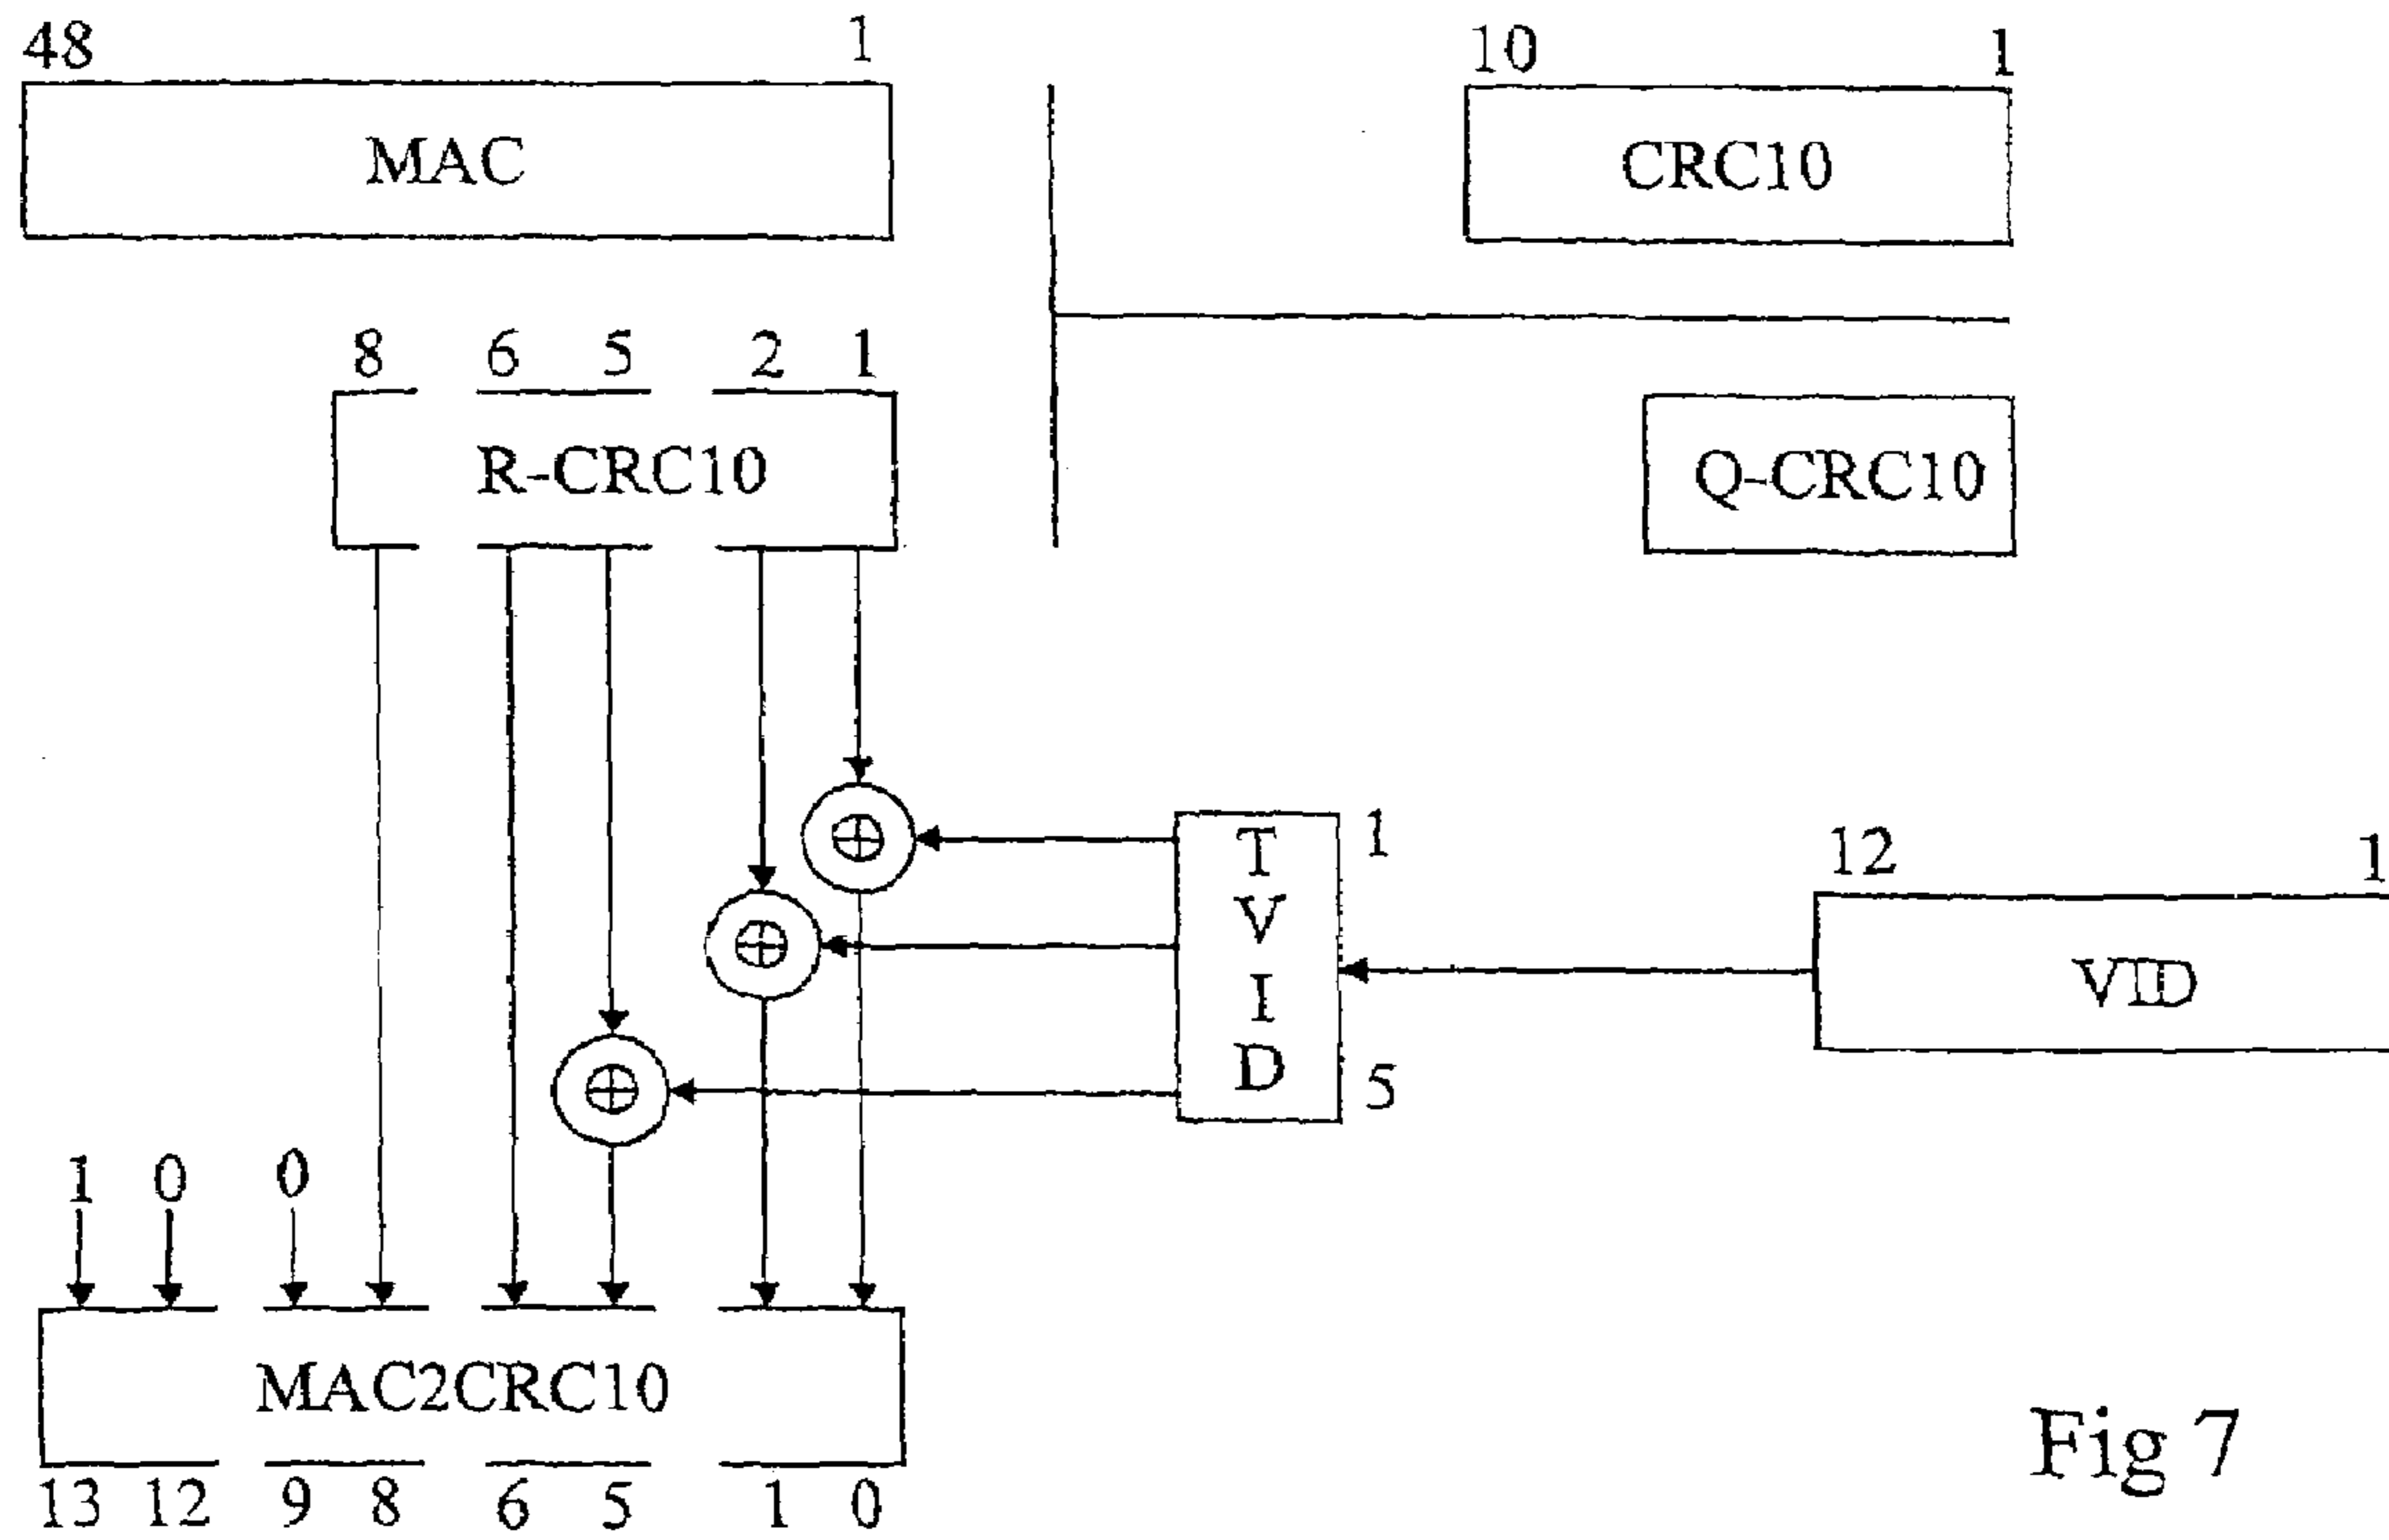 48 1 10 1
MAC CRC10
8 6 5 2 1
R-CRC10 Q-CRC10
T
V
I
D
1
5
12 1
VID
1 0 0
MAC2CRC10
13 12 9 8 6 5 1 0
Fig 7